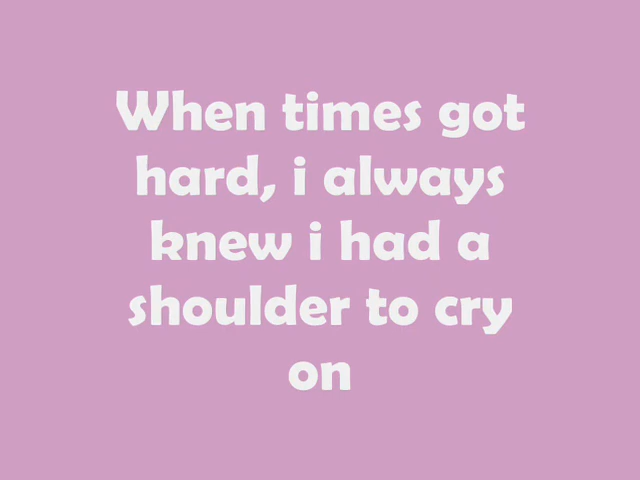 When times got
hard, i always
knew i had a
shoulder to cry
on